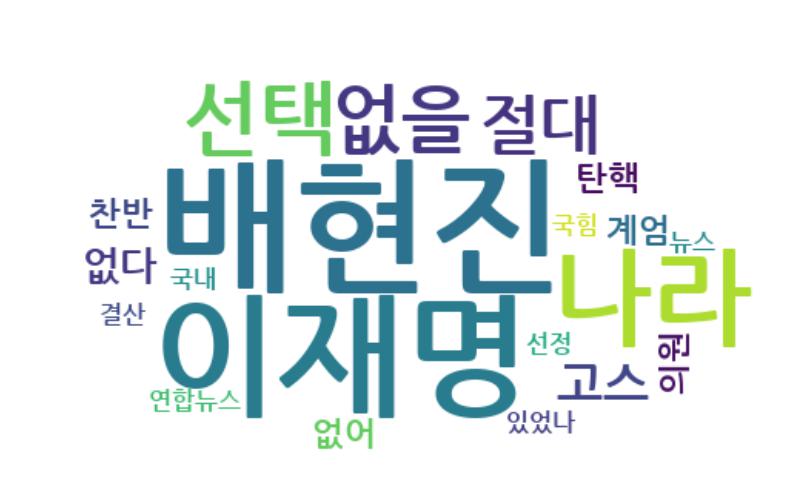 선택 없을 절대
배현진 탄핵
찬반 국힘 계엄 뉴스
없다 국내 나라
결산 이재명 선정 의원
연합뉴스 고스
없어 있었나